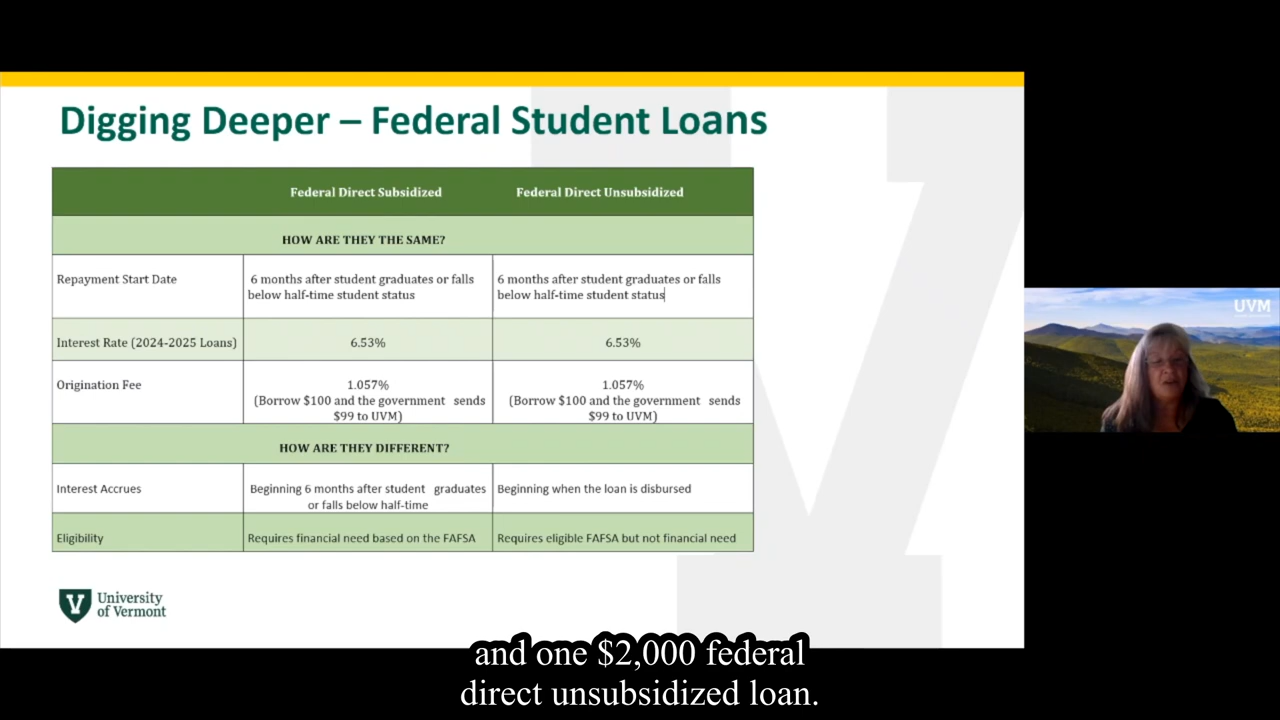 Digging Deeper – Federal Student Loans
Federal Direct Subsidized
Federal Direct Unsubsidized
HOW ARE THEY THE SAME?
Repayment Start Date
6 months after student graduates or falls
below half-time student status
6 months after student graduates or falls
below half-time student status
Interest Rate (2024-2025 Loans)
6.53%
6.53%
Origination Fee
1.057%
(Borrow $100 and the government sends
$99 to UVM)
1.057%
(Borrow $100 and the government sends
$99 to UVM)
HOW ARE THEY DIFFERENT?
Interest Accrues
Beginning 6 months after student graduates
or falls below half-time
Beginning when the loan is disbursed
Eligibility
Requires financial need based on the FAFSA
Requires eligible FAFSA but not financial need
University
of Vermont
UVM
and one $2,000 federal
direct unsubsidized loan.